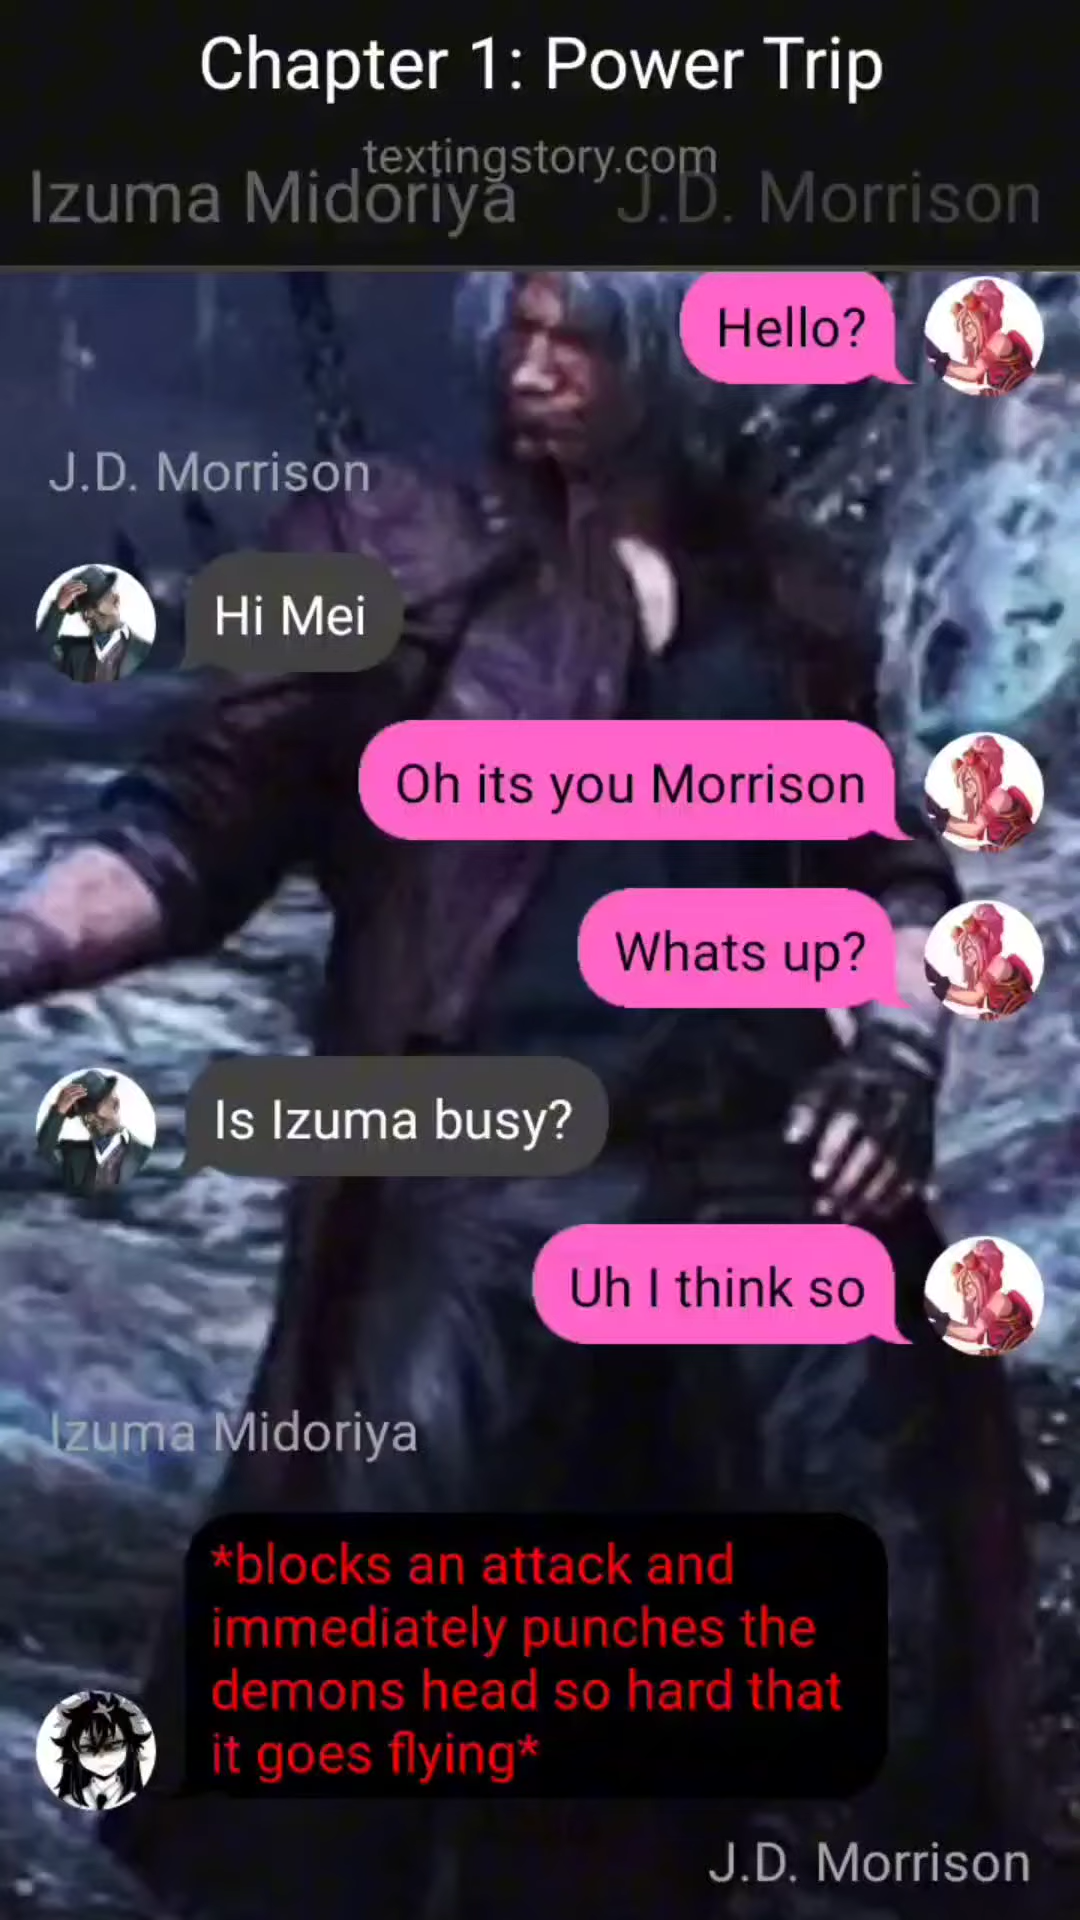 Chapter 1: Power Trip
textingstory.com
Izuma Midoriya J.D. Morrison
Hello?
J.D. Morrison
Hi Mei
Oh its you Morrison
Whats up?
Is Izuma busy?
Uh I think so
Izuma Midoriya
*blocks an attack and
immediately punches the
demons head so hard that
it goes flying*
J.D. Morrison